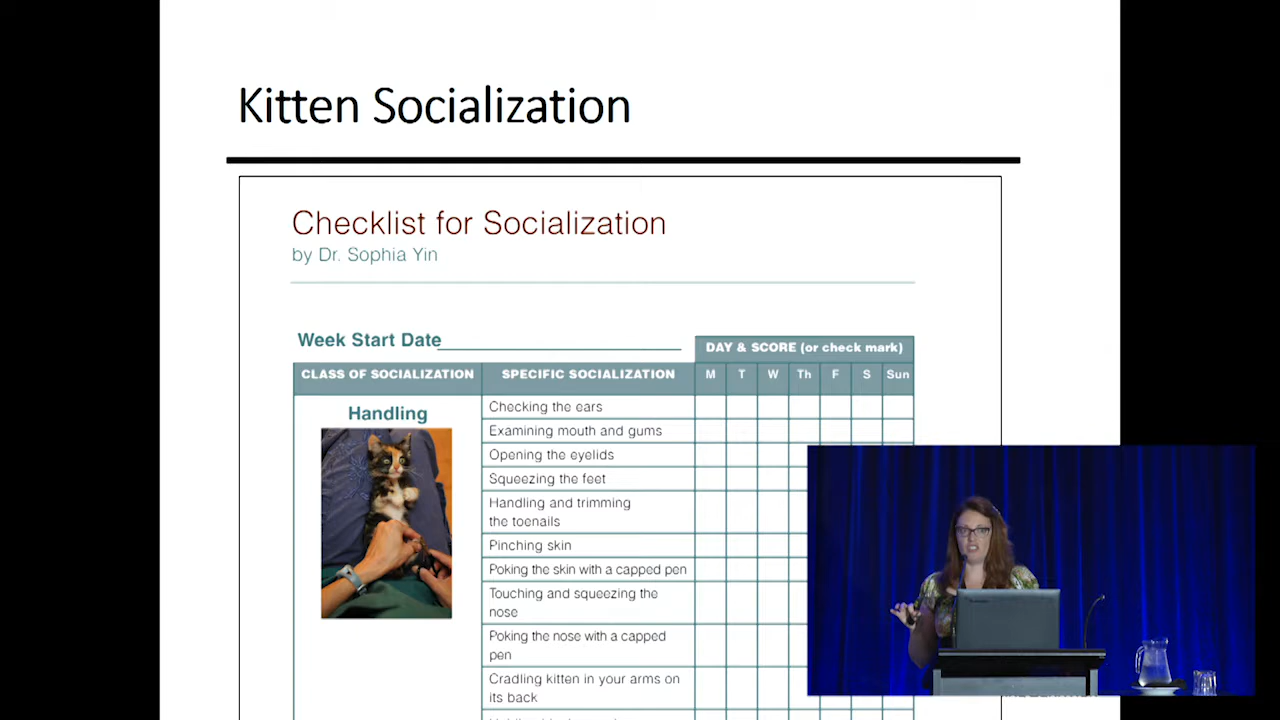 Kitten Socialization
Checklist for Socialization
by Dr. Sophia Yin
Week Start Date
DAY & SCORE (or check mark)
CLASS OF SOCIALIZATION SPECIFIC SOCIALIZATION M T W Th F S Sun
Handling
Checking the ears
Examining mouth and gums
Opening the eyelids
Squeezing the feet
Handling and trimming
the toenails
Pinching skin
Poking the skin with a capped pen
Touching and squeezing the
nose
Poking the nose with a capped
pen
Cradling kitten in your arms on
its back